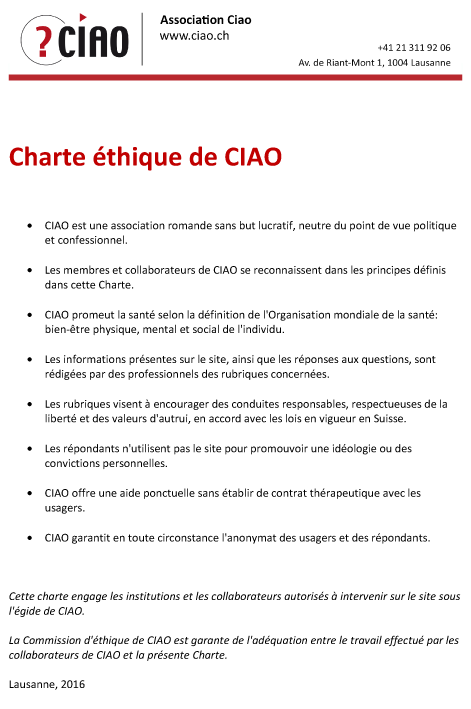 ?CIAO
Association Ciao
www.ciao.ch
+41 21 311 92 06
Av. de Riant-Mont 1, 1004 Lausanne
Charte éthique de CIAO
• CIAO est une association romande sans but lucratif, neutre du point de vue politique
et confessionnel.
• Les membres et collaborateurs de CIAO se reconnaissent dans les principes définis
dans cette Charte.
• CIAO promeut la santé selon la définition de l'Organisation mondiale de la santé:
bien-être physique, mental et social de l'individu.
• Les informations présentes sur le site, ainsi que les réponses aux questions, sont
rédigées par des professionnels des rubriques concernées.
• Les rubriques visent à encourager des conduites responsables, respectueuses de la
liberté et des valeurs d'autrui, en accord avec les lois en vigueur en Suisse.
• Les répondants n'utilisent pas le site pour promouvoir une idéologie ou des
convictions personnelles.
• CIAO offre une aide ponctuelle sans établir de contrat thérapeutique avec les
usagers.
• CIAO garantit en toute circonstance l'anonymat des usagers et des répondants.
Cette charte engage les institutions et les collaborateurs autorisés à intervenir sur le site sous
l'égide de CIAO.
La Commission d'éthique de CIAO est garante de l'adéquation entre le travail effectué par les
collaborateurs de CIAO et la présente Charte.
Lausanne, 2016